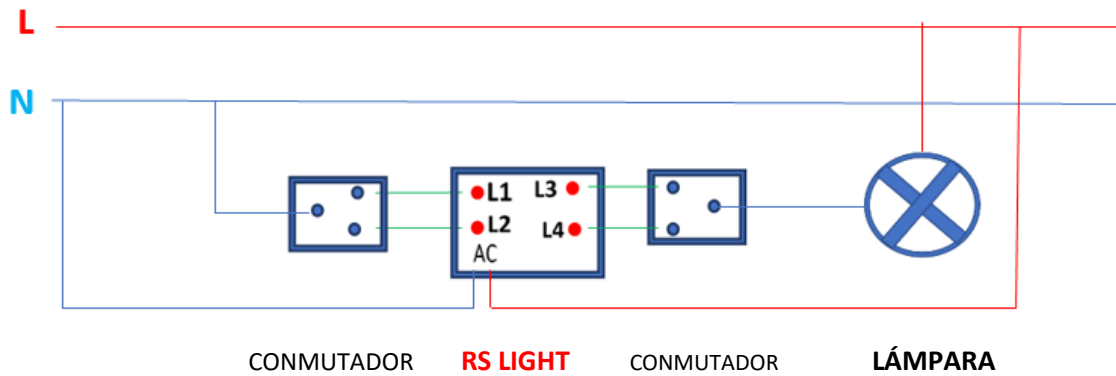 L
N
L1 L3
L2 L4
AC
CONMUTADOR RS LIGHT CONMUTADOR LÁMPARA